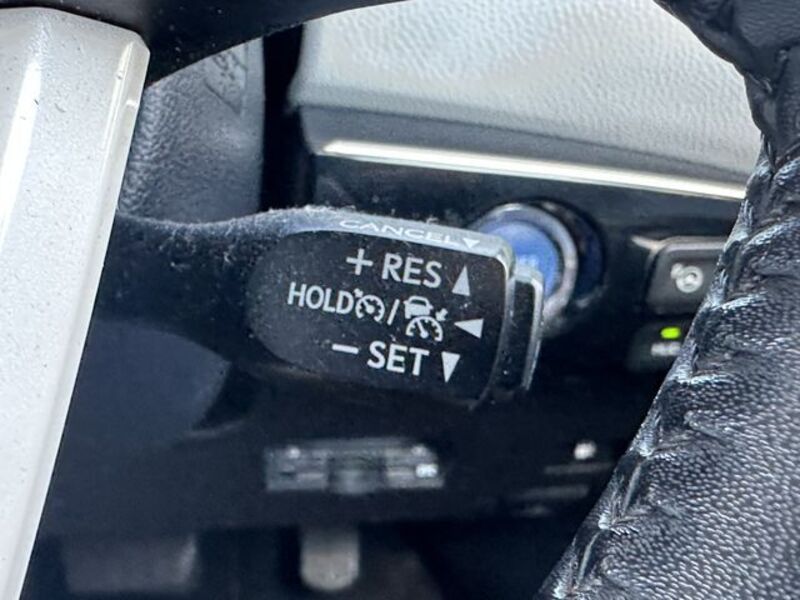 CANCEL▼
+ RES ▲
HOLD / ◀
− SET ▼